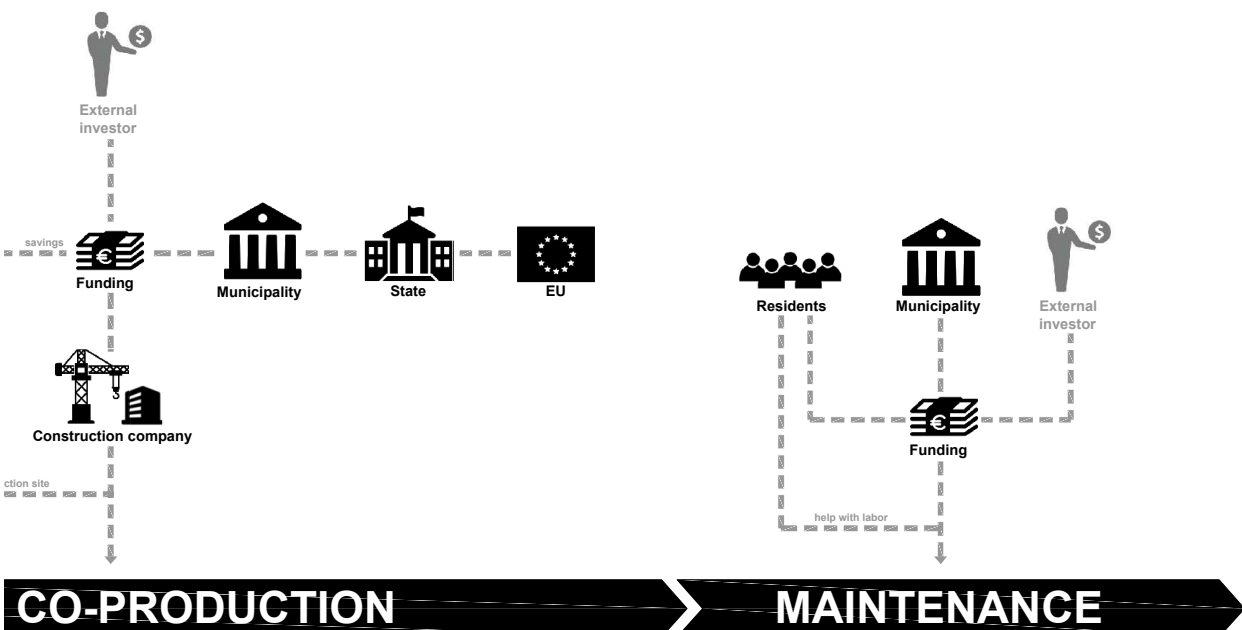 $
External
investor
savings
€
Funding
Municipality
State
EU
Construction company
ction site
CO-PRODUCTION
$
Residents
Municipality
External
investor
€
Funding
help with labor
MAINTENANCE